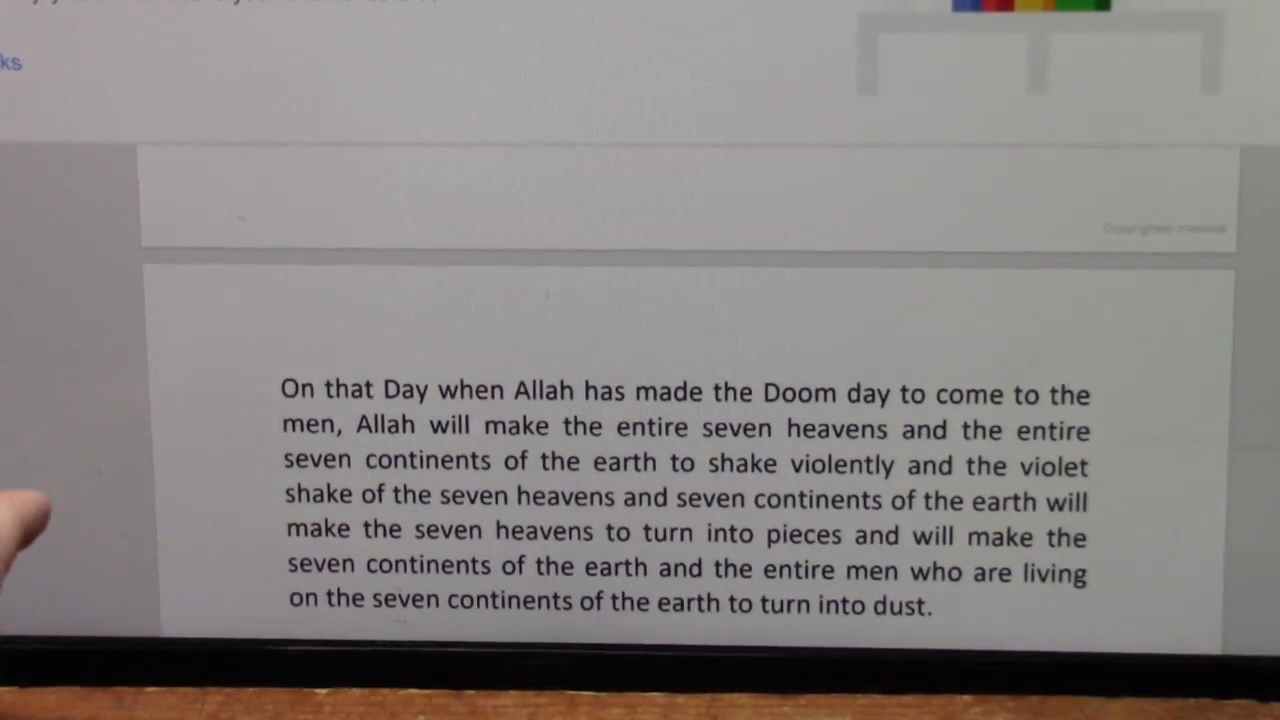 ks
Copyrighted material
On that Day when Allah has made the Doom day to come to the
men, Allah will make the entire seven heavens and the entire
seven continents of the earth to shake violently and the violet
shake of the seven heavens and seven continents of the earth will
make the seven heavens to turn into pieces and will make the
seven continents of the earth and the entire men who are living
on the seven continents of the earth to turn into dust.